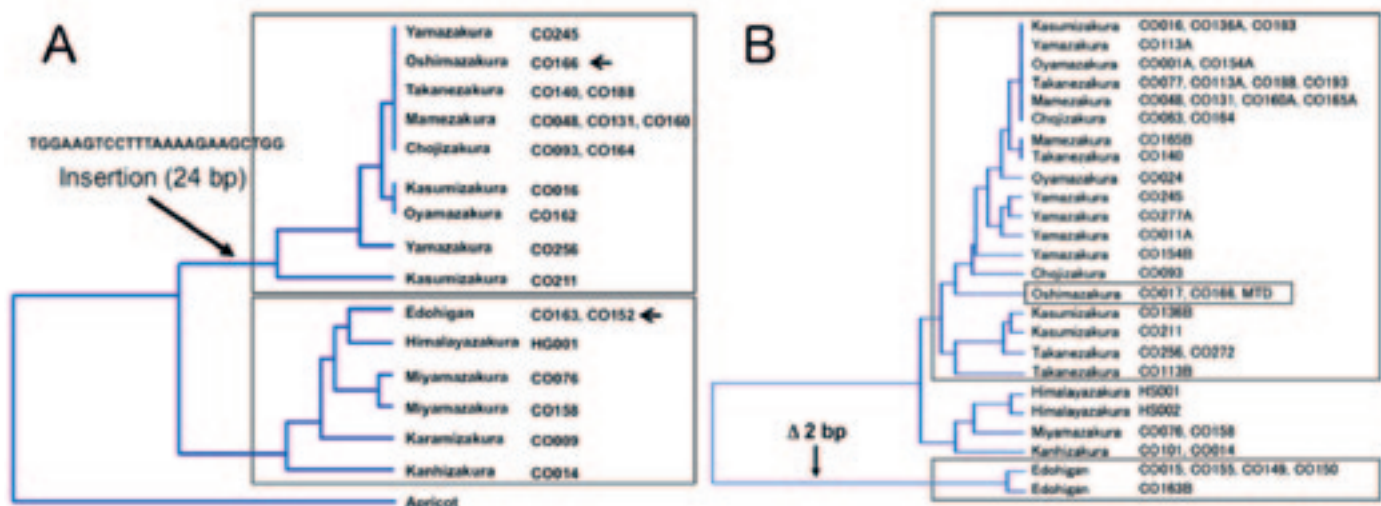 A
Yamazakura CO245
Oshimazakura CO166
Takanezakura CO140, CO188
Mamezakura CO048, CO131, CO160
Chojizakura CO093, CO164
TGGAAGTCCTTTAAAAGAAGCTGG
Insertion (24 bp)
Kasumizakura CO016
Oyamazakura CO162
Yamazakura CO256
Kasumizakura CO211
Edohigan CO163, CO152
Himalayazakura HG001
Miyamazakura CO076
Miyamazakura CO158
Karamizakura CO009
Kanhizakura CO014
Apricot
B
Kasumizakura CO016, CO136A, CO193
Yamazakura CO113A
Oyamazakura CO001A, CO154A
Takanezakura CO077, CO113A, CO188, CO193
Mamezakura CO048, CO131, CO160A, CO165A
Chojizakura CO063, CO164
Mamezakura CO165B
Takanezakura CO140
Oyamazakura CO024
Yamazakura CO245
Yamazakura CO277A
Yamazakura CO011A
Yamazakura CO154B
Chojizakura CO093
Oshimazakura CO017, CO166, MTD
Kasumizakura CO136B
Kasumizakura CO211
Takanezakura CO256, CO272
Takanezakura CO113B
Himalayazakura HS001
Himalayazakura HS002
Miyamazakura CO076, CO158
Kanhizakura CO101, CO014
Δ 2 bp
Edohigan CO015, CO155, CO149, CO150
Edohigan CO163B